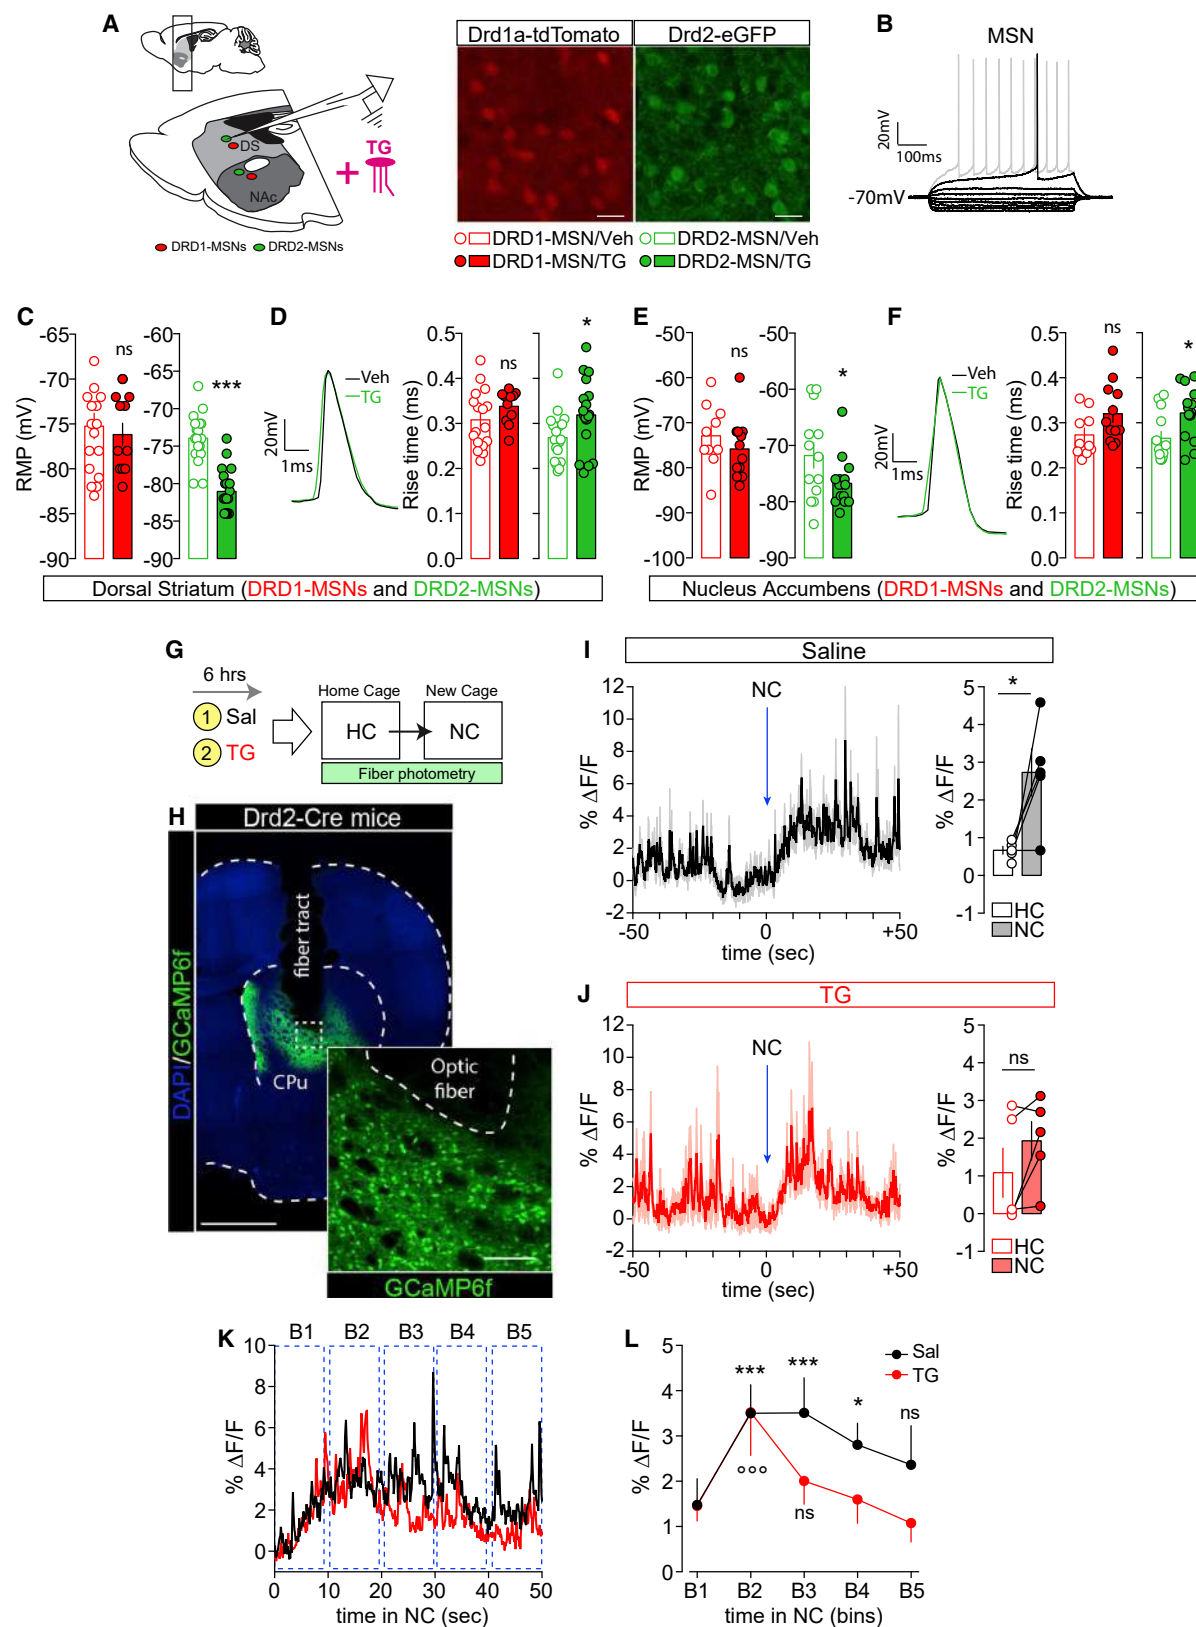 A
DS
NAc
TG
+
DRD1-MSNs
DRD2-MSNs
Drd1a-tdTomato
Drd2-eGFP
DRD1-MSN/Veh
DRD2-MSN/Veh
DRD1-MSN/TG
DRD2-MSN/TG
B
MSN
20mV
100ms
-70mV
C
RMP (mV)
-65
-70
-75
-80
-85
-90
ns
-60
-65
-70
-75
-80
-85
-90
***
D
Veh
TG
20mV
1ms
Rise time (ms)
0.5
0.4
0.3
0.2
0.1
0.0
ns
*
Dorsal Striatum (DRD1-MSNs and DRD2-MSNs)
E
RMP (mV)
-50
-60
-70
-80
-90
-100
ns
-50
-60
-70
-80
-90
*
F
Veh
TG
20mV
1ms
Rise time (ms)
0.5
0.4
0.3
0.2
0.1
0.0
ns
*
Nucleus Accumbens (DRD1-MSNs and DRD2-MSNs)
G
6 hrs
1 Sal
2 TG
Home Cage
New Cage
HC
NC
Fiber photometry
H
Drd2-Cre mice
DAPI/GCaMP6f
fiber tract
CPu
Optic
fiber
GCaMP6f
I
Saline
% ΔF/F
12
10
8
6
4
2
0
-2
NC
-50
0
+50
time (sec)
% ΔF/F
5
4
3
2
1
0
-1
*
HC
NC
J
TG
% ΔF/F
12
10
8
6
4
2
0
-2
NC
-50
0
+50
time (sec)
% ΔF/F
5
4
3
2
1
0
-1
ns
HC
NC
K
B1 B2 B3 B4 B5
% ΔF/F
10
8
6
4
2
0
0 10 20 30 40 50
time in NC (sec)
L
% ΔF/F
5
4
3
2
1
0
Sal
TG
*** *** * ns
°°°
ns
B1 B2 B3 B4 B5
time in NC (bins)